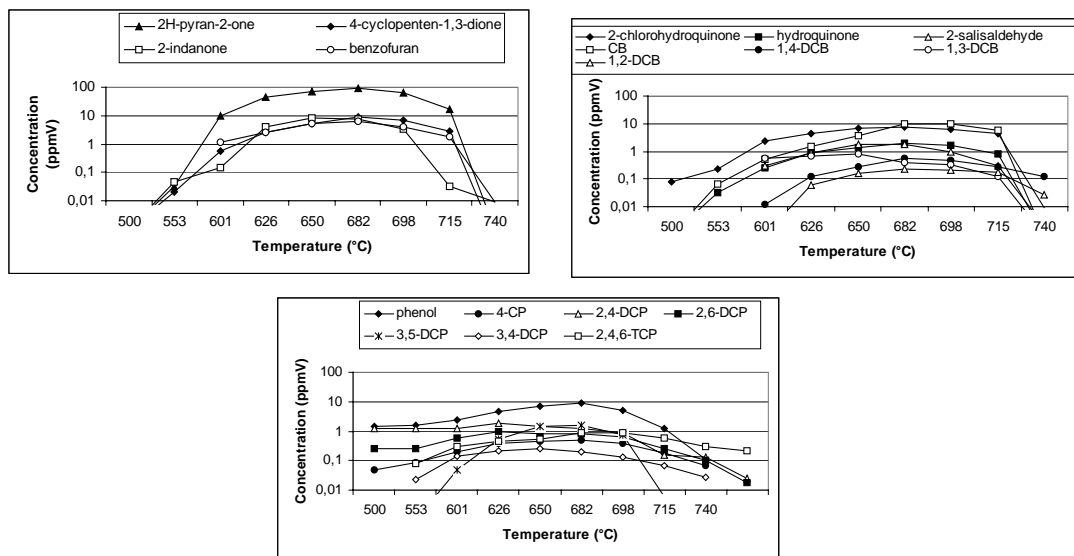 2H-pyran-2-one 4-cyclopenten-1,3-dione
2-indanone benzofuran
Concentration
(ppmV)
100
10
1
0,1
0,01
500 553 601 626 650 682 698 715 740
Temperature (°C)
2-chlorohydroquinone hydroquinone 2-salisaldehyde
CB 1,4-DCB 1,3-DCB
1,2-DCB
Concentration (ppmV)
100
10
1
0,1
0,01
500 553 601 626 650 682 698 715 740
Temperature (°C)
phenol 4-CP 2,4-DCP 2,6-DCP
3,5-DCP 3,4-DCP 2,4,6-TCP
Concentration (ppmV)
100
10
1
0,1
0,01
500 553 601 626 650 682 698 715 740
Temperature (°C)